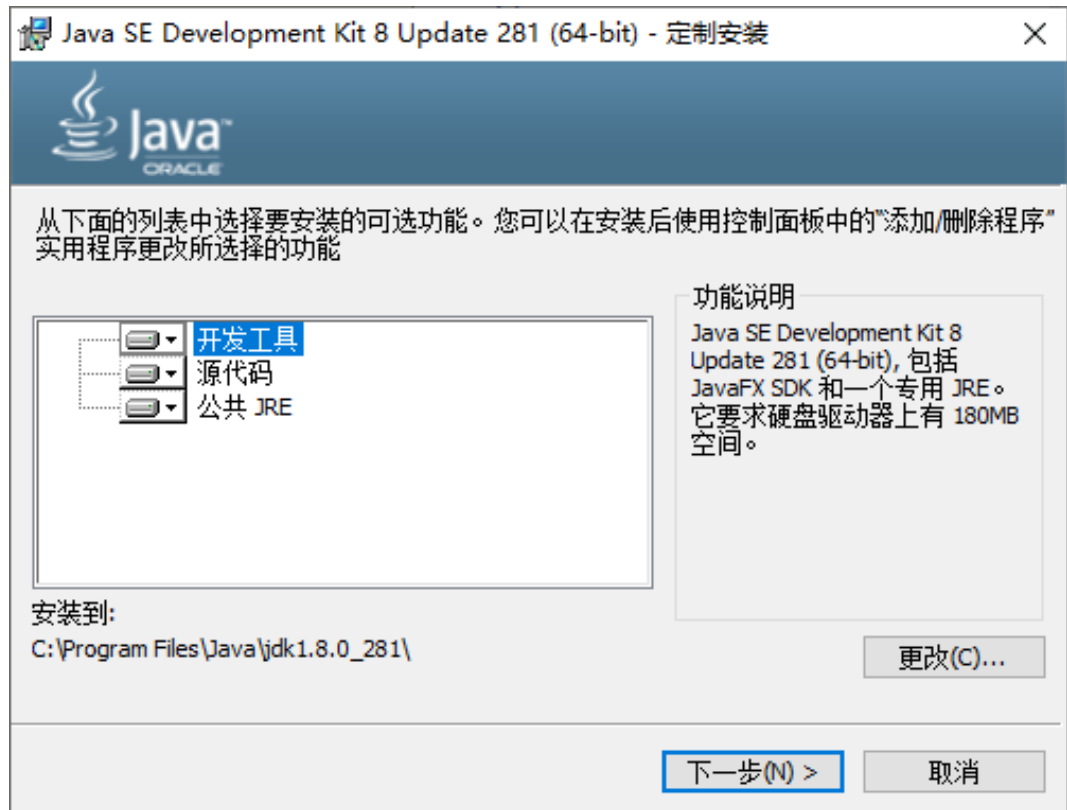 Java SE Development Kit 8 Update 281 (64-bit) - 定制安装
Java™
ORACLE
从下面的列表中选择要安装的可选功能。您可以在安装后使用控制面板中的"添加/删除程序"
实用程序更改所选择的功能
开发工具
源代码
公共 JRE
功能说明
Java SE Development Kit 8
Update 281 (64-bit), 包括
JavaFX SDK 和一个专用 JRE。
它要求硬盘驱动器上有 180MB
空间。
安装到:
C:\Program Files\Java\jdk1.8.0_281\
更改(C)...
下一步(N) >
取消